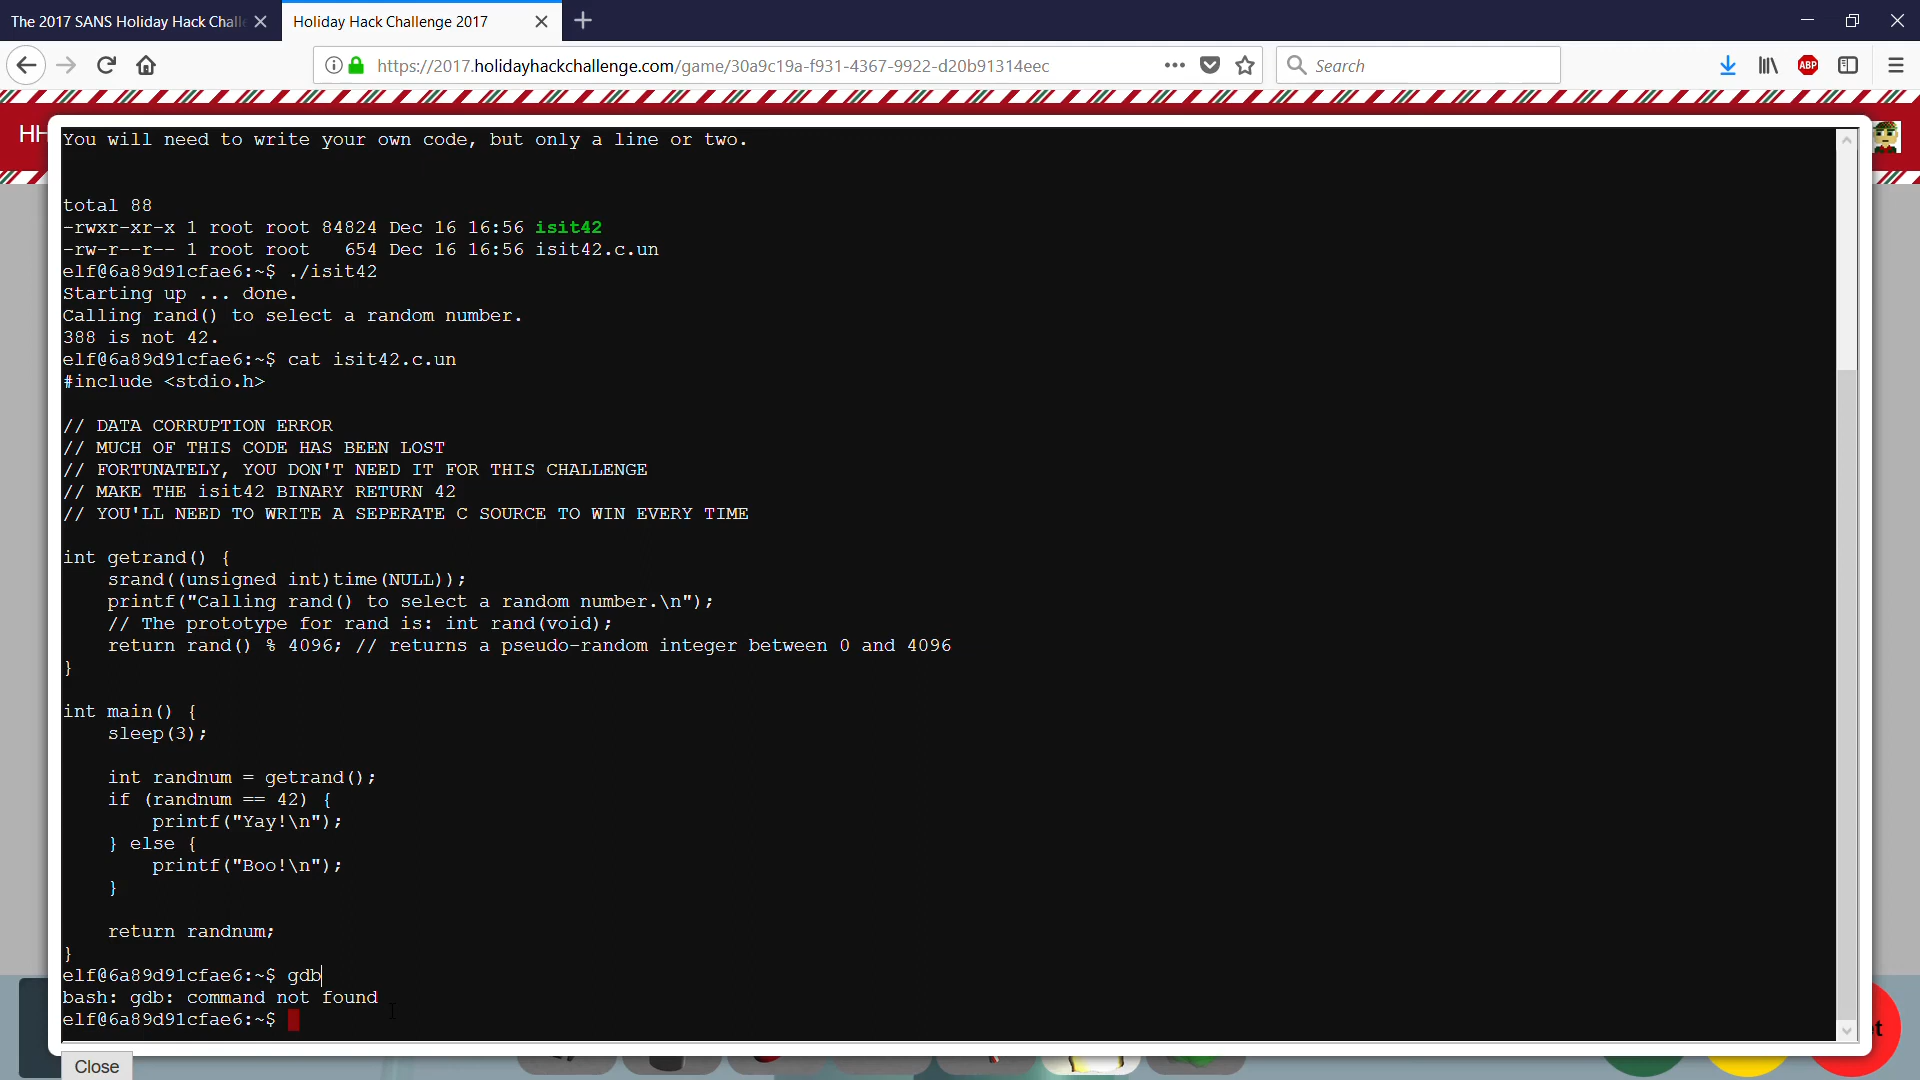 The 2017 SANS Holiday Hack Chall
Holiday Hack Challenge 2017
https://2017.holidayhackchallenge.com/game/30a9c19a-f931-4367-9922-d20b91314eec
Search
ABP
HH
You will need to write your own code, but only a line or two.
total 88
-rwxr-xr-x 1 root root 84824 Dec 16 16:56 isit42
-rw-r--r-- 1 root root   654 Dec 16 16:56 isit42.c.un
elf@6a89d91cfae6:~$ ./isit42
Starting up ... done.
Calling rand() to select a random number.
388 is not 42.
elf@6a89d91cfae6:~$ cat isit42.c.un
#include <stdio.h>
// DATA CORRUPTION ERROR
// MUCH OF THIS CODE HAS BEEN LOST
// FORTUNATELY, YOU DON'T NEED IT FOR THIS CHALLENGE
// MAKE THE isit42 BINARY RETURN 42
// YOU'LL NEED TO WRITE A SEPERATE C SOURCE TO WIN EVERY TIME
int getrand() {
    srand((unsigned int)time(NULL));
    printf("Calling rand() to select a random number.\n");
    // The prototype for rand is: int rand(void);
    return rand() % 4096; // returns a pseudo-random integer between 0 and 4096
}
int main() {
    sleep(3);
    int randnum = getrand();
    if (randnum == 42) {
        printf("Yay!\n");
    } else {
        printf("Boo!\n");
    }
    return randnum;
}
elf@6a89d91cfae6:~$ gdb
bash: gdb: command not found
elf@6a89d91cfae6:~$
Close